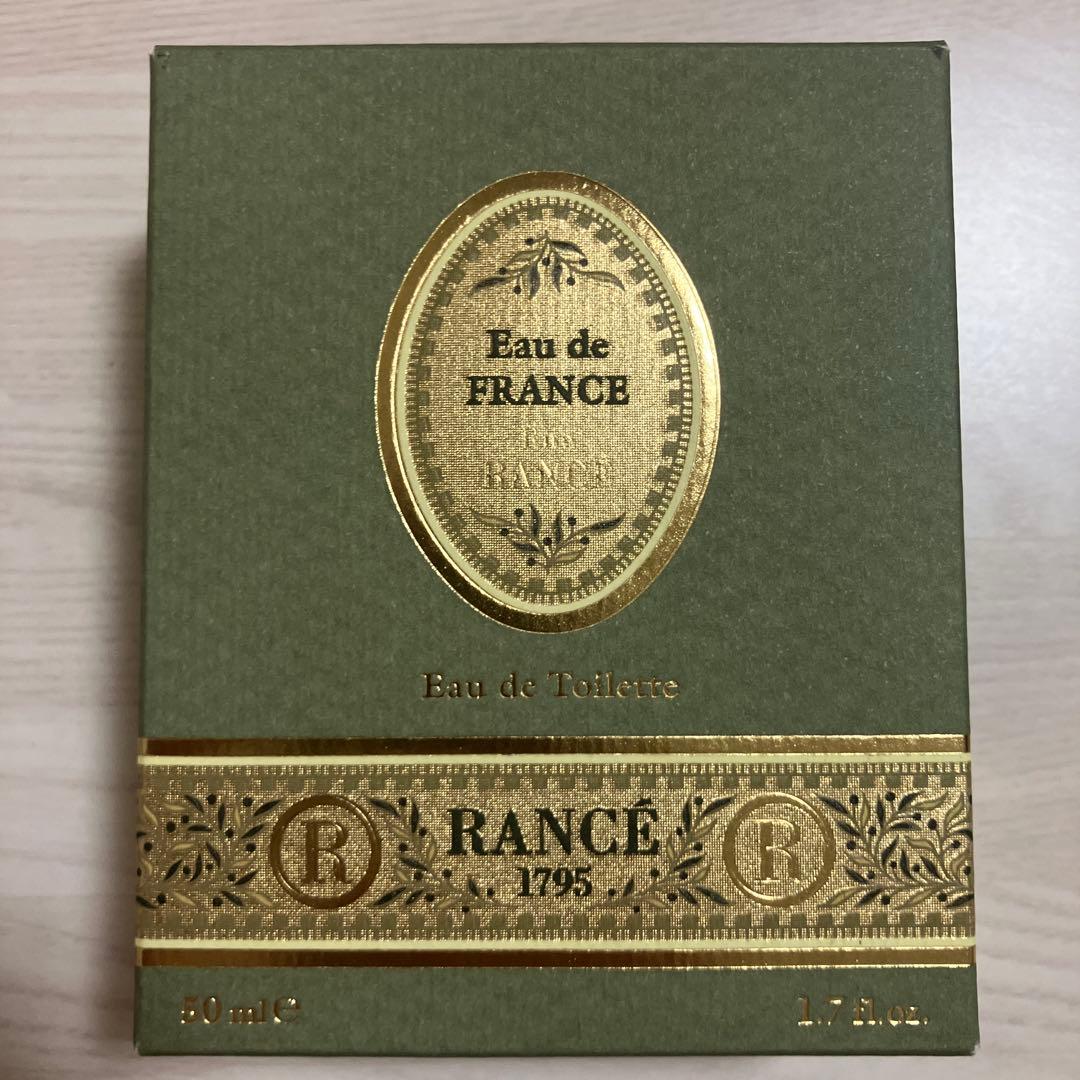 Eau de
FRANCE
RANCÉ
Eau de Toilette
R RANCÉ R
1795
50 ml ℮ 1.7 fl. oz.